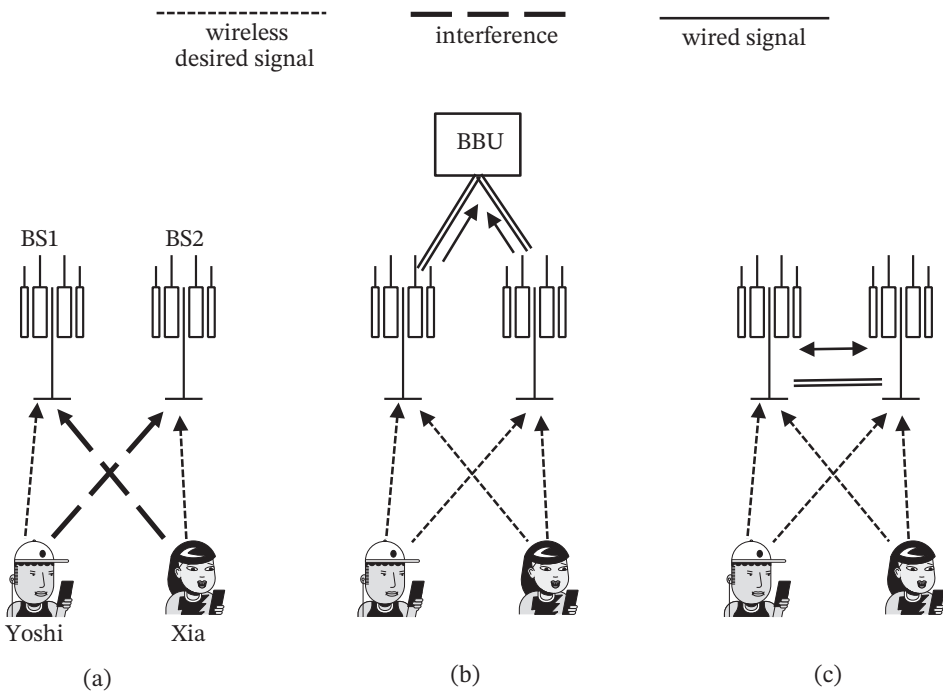 wireless
desired signal
interference
wired signal
BBU
BS1
BS2
Yoshi
Xia
(a)
(b)
(c)